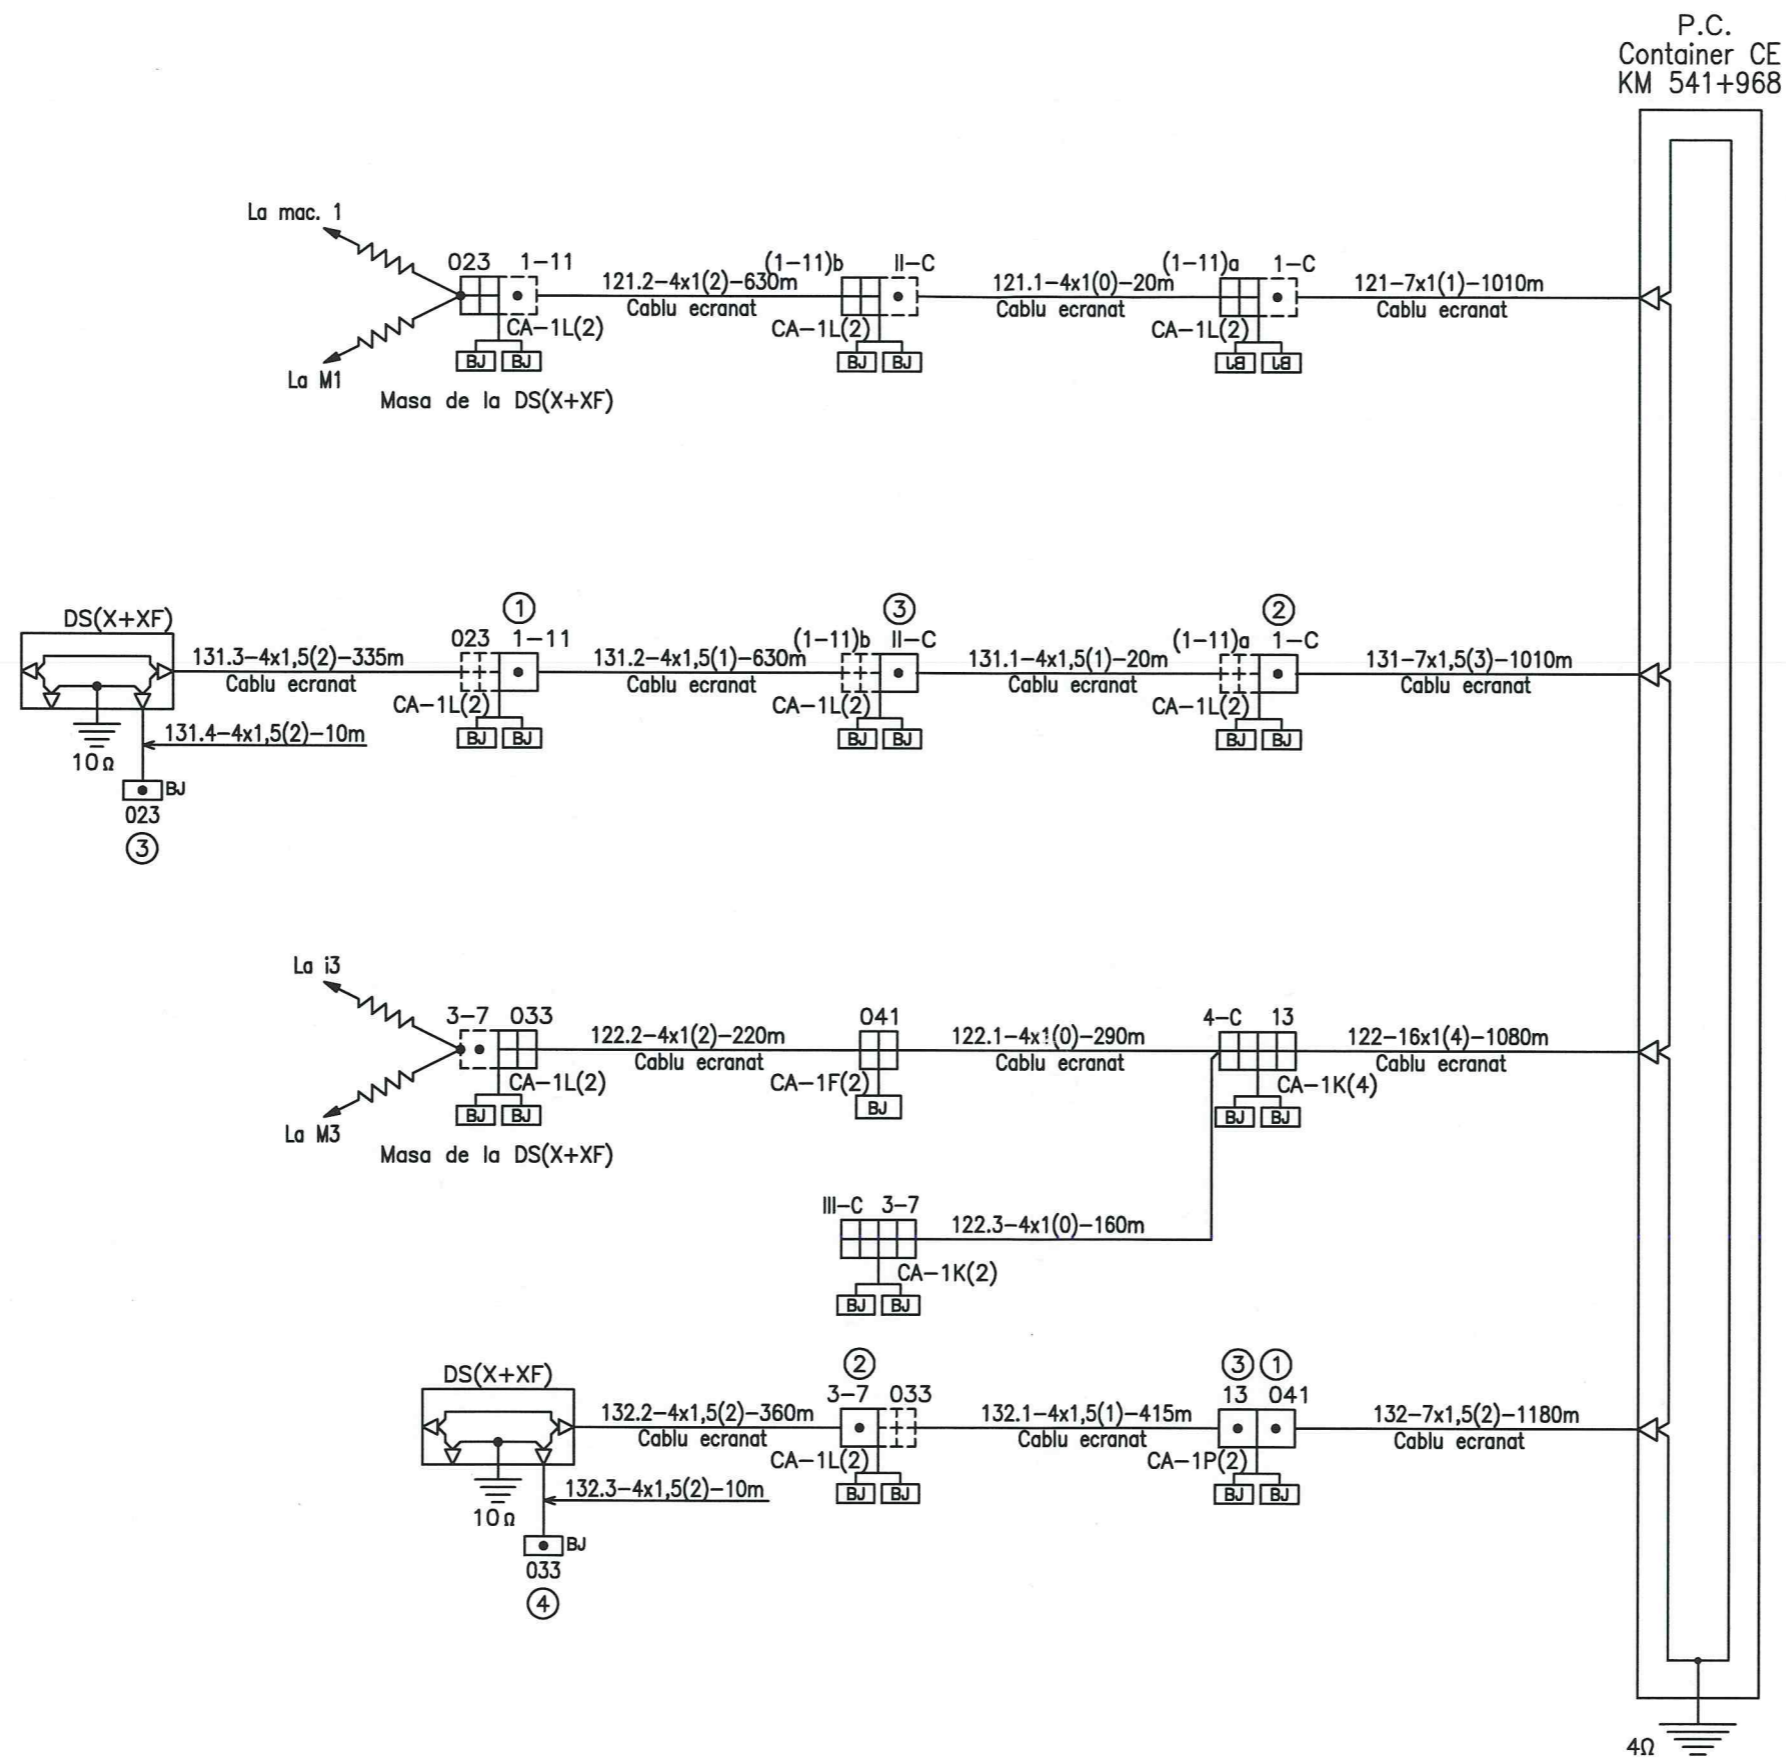 P.C.
Container CE
KM 541+968
La mac. 1
023 1-11
121.2-4x1(2)-630m
Cablu ecranat
(1-11)b II-C
121.1-4x1(0)-20m
Cablu ecranat
(1-11)a 1-C
121-7x1(1)-1010m
Cablu ecranat
CA-1L(2)
CA-1L(2)
CA-1L(2)
BJ BJ
BJ BJ
BJ BJ
La M1
Masa de la DS(X+XF)
1
3
2
DS(X+XF)
131.3-4x1,5(2)-335m
Cablu ecranat
023 1-11
131.2-4x1,5(1)-630m
Cablu ecranat
(1-11)b II-C
131.1-4x1,5(1)-20m
Cablu ecranat
(1-11)a 1-C
131-7x1,5(3)-1010m
Cablu ecranat
CA-1L(2)
CA-1L(2)
CA-1L(2)
BJ BJ
BJ BJ
BJ BJ
131.4-4x1,5(2)-10m
10Ω
BJ
023
3
La i3
3-7 033
122.2-4x1(2)-220m
Cablu ecranat
041
122.1-4x1(0)-290m
Cablu ecranat
4-C 13
122-16x1(4)-1080m
Cablu ecranat
CA-1L(2)
CA-1F(2)
CA-1K(4)
BJ BJ
BJ
BJ BJ
La M3
Masa de la DS(X+XF)
III-C 3-7
122.3-4x1(0)-160m
CA-1K(2)
BJ BJ
2
3 1
DS(X+XF)
132.2-4x1,5(2)-360m
Cablu ecranat
3-7 033
132.1-4x1,5(1)-415m
Cablu ecranat
13 041
132-7x1,5(2)-1180m
Cablu ecranat
CA-1L(2)
CA-1P(2)
BJ BJ
BJ BJ
132.3-4x1,5(2)-10m
10Ω
BJ
033
4
4Ω